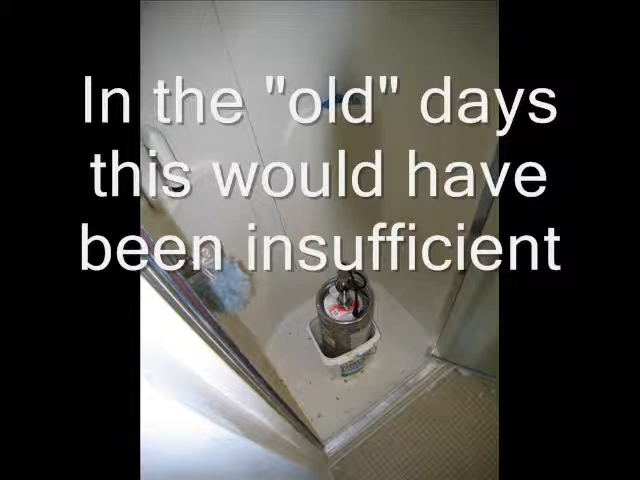 In the "old" days
this would have
been insufficient